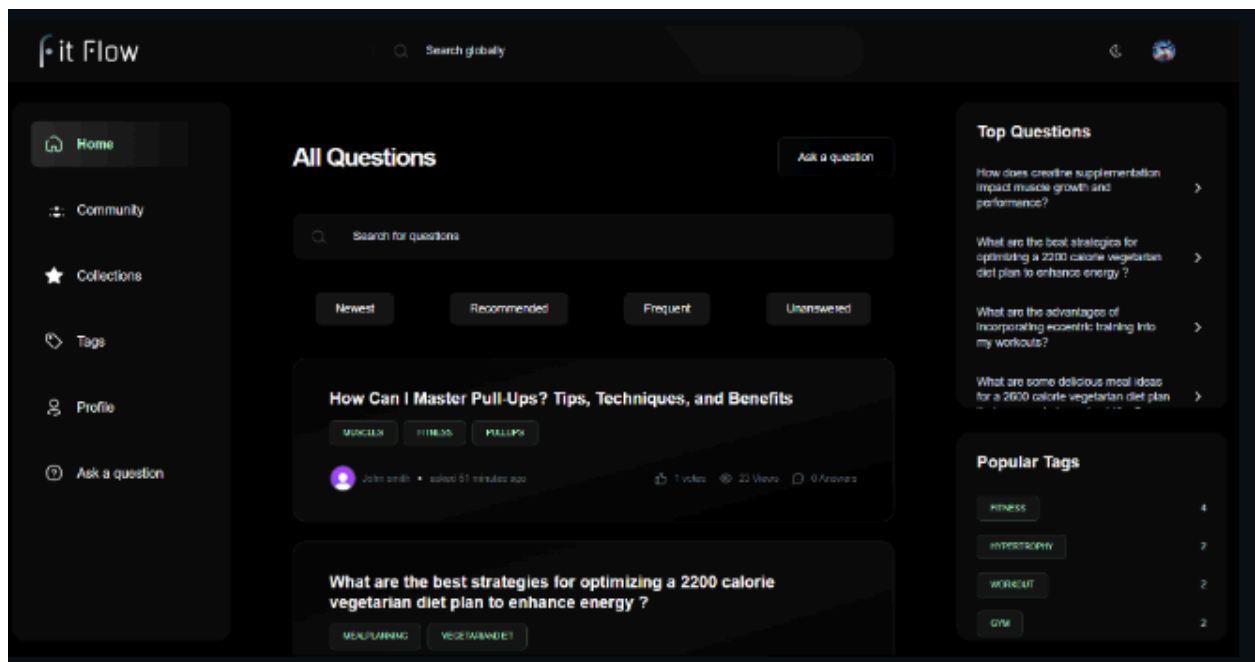 Fit Flow
Search globally
Home
Community
Collections
Tags
Profile
Ask a question
All Questions
Ask a question
Search for questions
Newest
Recommended
Frequent
Unanswered
How Can I Master Pull-Ups? Tips, Techniques, and Benefits
MUSCLES
FITNESS
PULLUPS
John smith • asked 51 minutes ago
1 votes
23 Views
0 Answers
What are the best strategies for optimizing a 2200 calorie
vegetarian diet plan to enhance energy ?
MEALPLANNING
VEGETARIANDIET
Top Questions
How does creatine supplementation
impact muscle growth and
performance?
What are the best strategies for
optimizing a 2200 calorie vegetarian
diet plan to enhance energy ?
What are the advantages of
incorporating eccentric training into
my workouts?
What are some delicious meal ideas
for a 2600 calorie vegetarian diet plan
Popular Tags
FITNESS 4
HYPERTROPHY 2
WORKOUT 2
GYM 2